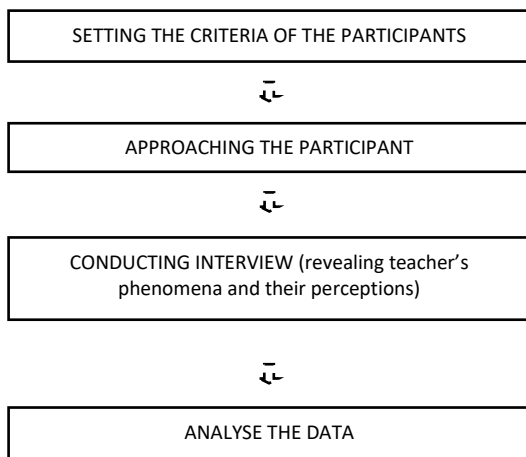 SETTING THE CRITERIA OF THE PARTICIPANTS
APPROACHING THE PARTICIPANT
CONDUCTING INTERVIEW (revealing teacher’s
phenomena and their perceptions)
ANALYSE THE DATA